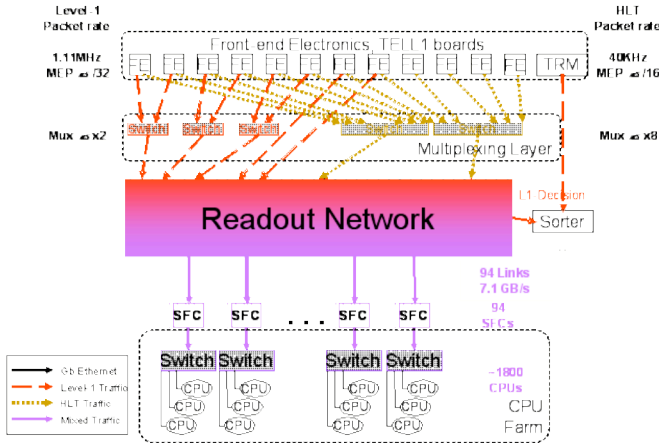 Level-1
Packet rate
HLT
Packet rate
Front-end Electronics, TELL1 boards
1.11MHz
MEP /32
FE FE FE FE FE FE FE FE FE FE FE FE
TRM
40KHz
MEP /16
Mux x2
Switch Switch Switch Switch Switch
Mux x8
Multiplexing Layer
Readout Network
L1 Decision
Sorter
94 Links
7.1 GB/s
SFC SFC . . . SFC SFC
94
SFCs
Switch Switch Switch Switch
~1800
CPUs
CPU CPU CPU CPU
CPU CPU CPU CPU
CPU CPU CPU CPU
CPU
Farm
Gb Ethernet
Level-1 Traffic
HLT Traffic
Mixed Traffic